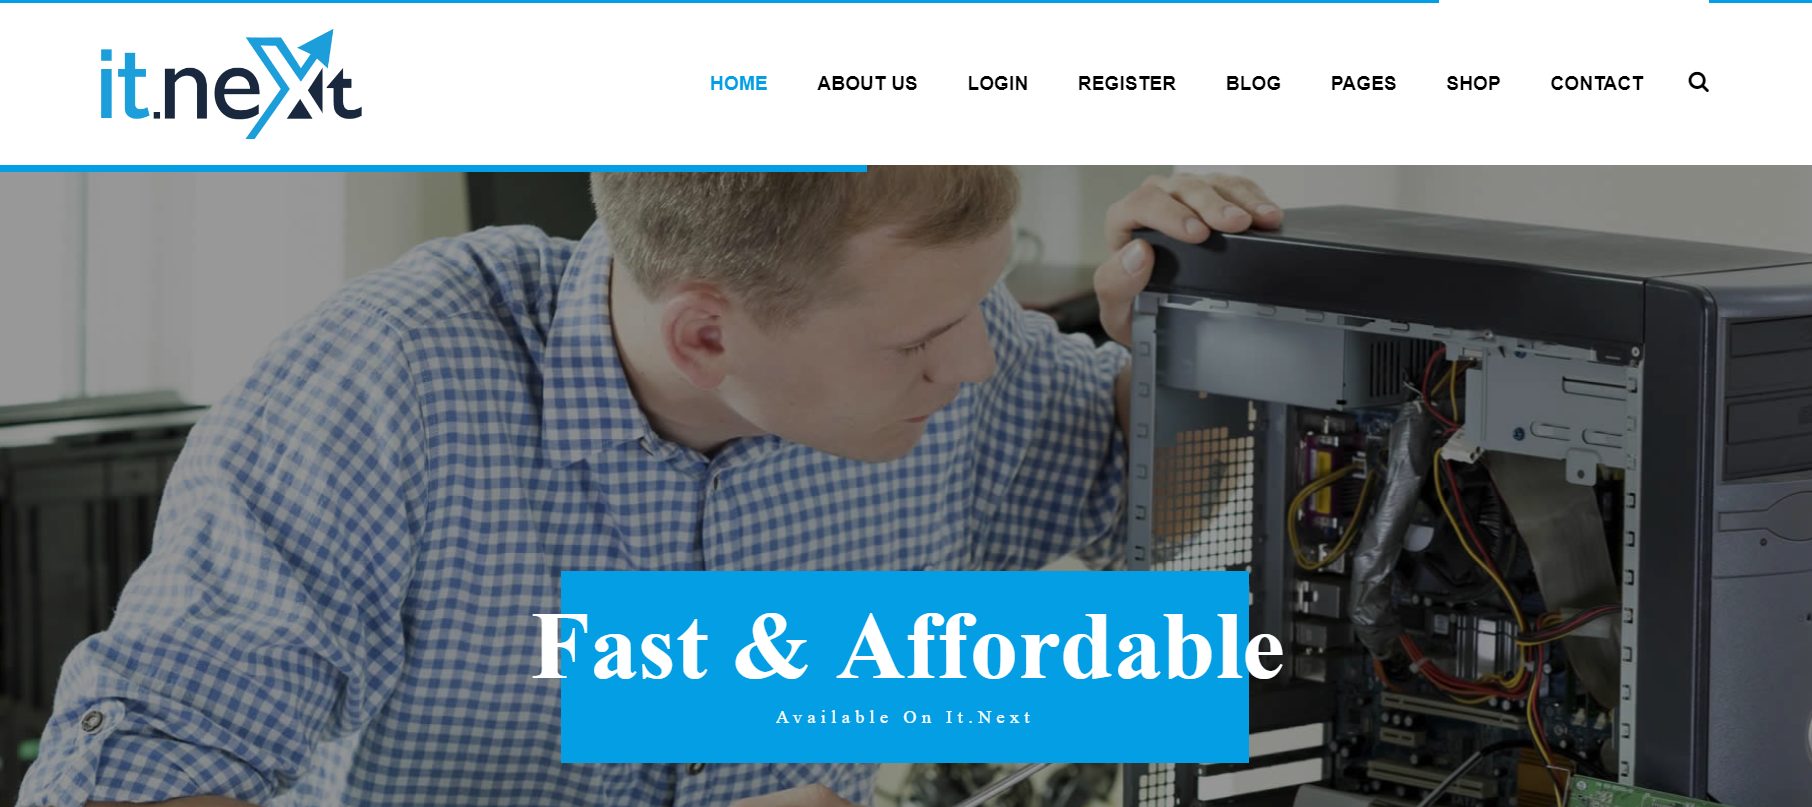 it.next
HOME ABOUT US LOGIN REGISTER BLOG PAGES SHOP CONTACT
Fast & Affordable
Available On It.Next